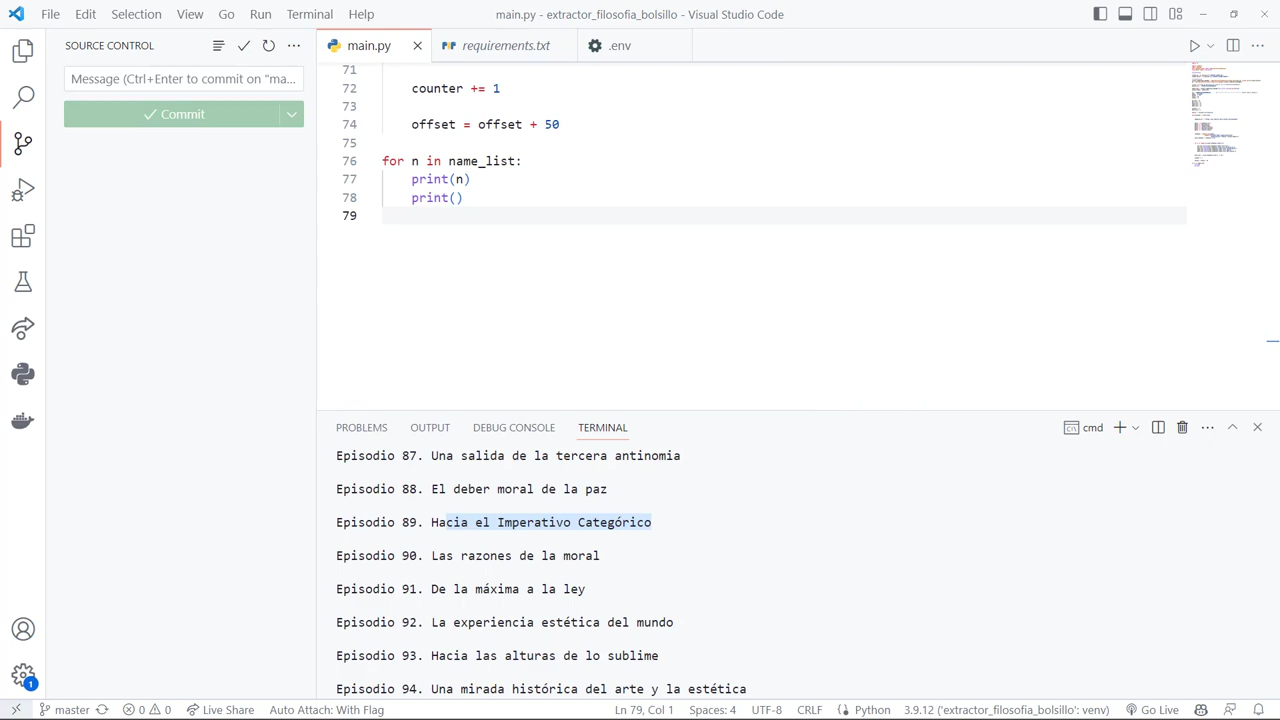 File Edit Selection View Go Run Terminal Help
main.py - extractor_filosofia_bolsillo - Visual Studio Code
SOURCE CONTROL
main.py
requirements.txt
.env
Message (Ctrl+Enter to commit on "ma...
Commit
71
72 counter +=
73
74 offset = offset + 50
75
for n in name_l
77 print(n)
78 print()
79
PROBLEMS OUTPUT DEBUG CONSOLE TERMINAL
cmd
Episodio 87. Una salida de la tercera antinomia
Episodio 88. El deber moral de la paz
Episodio 89. Hacia el Imperativo Categórico
Episodio 90. Las razones de la moral
Episodio 91. De la máxima a la ley
Episodio 92. La experiencia estética del mundo
Episodio 93. Hacia las alturas de lo sublime
Episodio 94. Una mirada histórica del arte y la estética
1
master 0 0 Live Share Auto Attach: With Flag Ln 79, Col 1 Spaces: 4 UTF-8 CRLF Python 3.9.12 ('extractor_filosofia_bolsillo': venv) Go Live